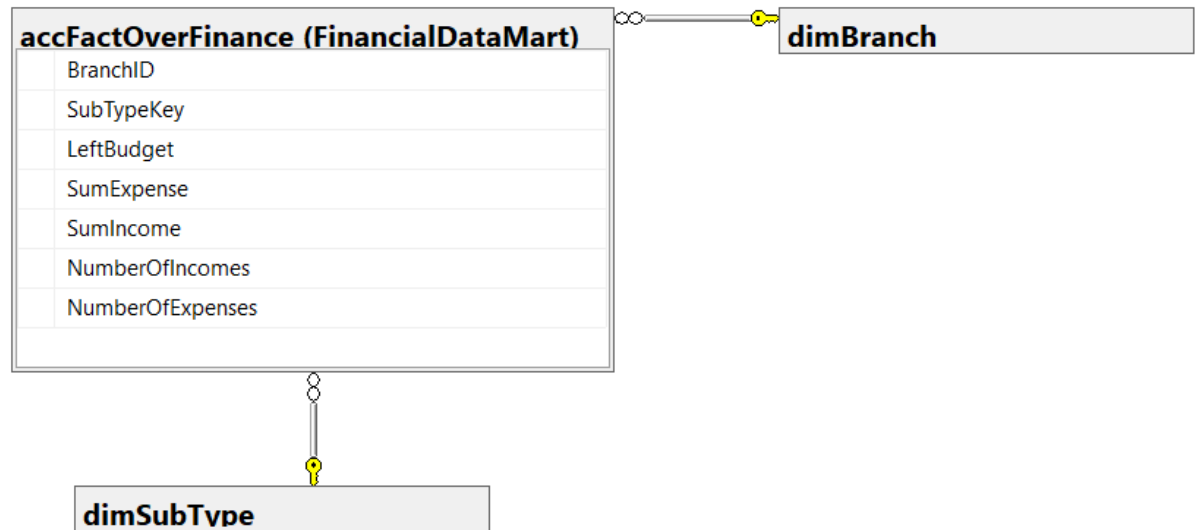 accFactOverFinance (FinancialDataMart)
dimBranch
BranchID
SubTypeKey
LeftBudget
SumExpense
SumIncome
NumberOfIncomes
NumberOfExpenses
dimSubType